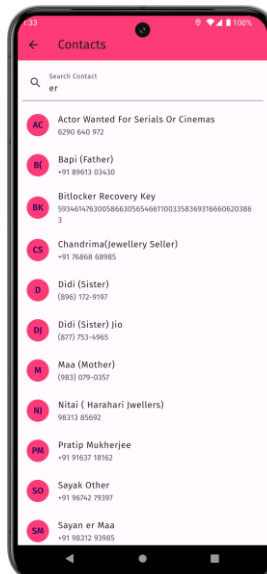 1:33
100%
Contacts
Search Contact
er
AC
Actor Wanted For Serials Or Cinemas
6290 640 972
B(
Bapi (Father)
+91 89613 03430
BK
Bitlocker Recovery Key
593461476300586630565466110033583693166606203863
CS
Chandrima(Jewellery Seller)
+91 76868 68985
D
Didi (Sister)
(896) 172-9197
DJ
Didi (Sister) Jio
(877) 753-4965
M
Maa (Mother)
(983) 079-0357
NJ
Nitai ( Harahari Jwellers)
98313 85692
PM
Pratip Mukherjee
+91 91637 18162
SO
Sayak Other
+91 96742 79397
SM
Sayan er Maa
+91 98312 93985